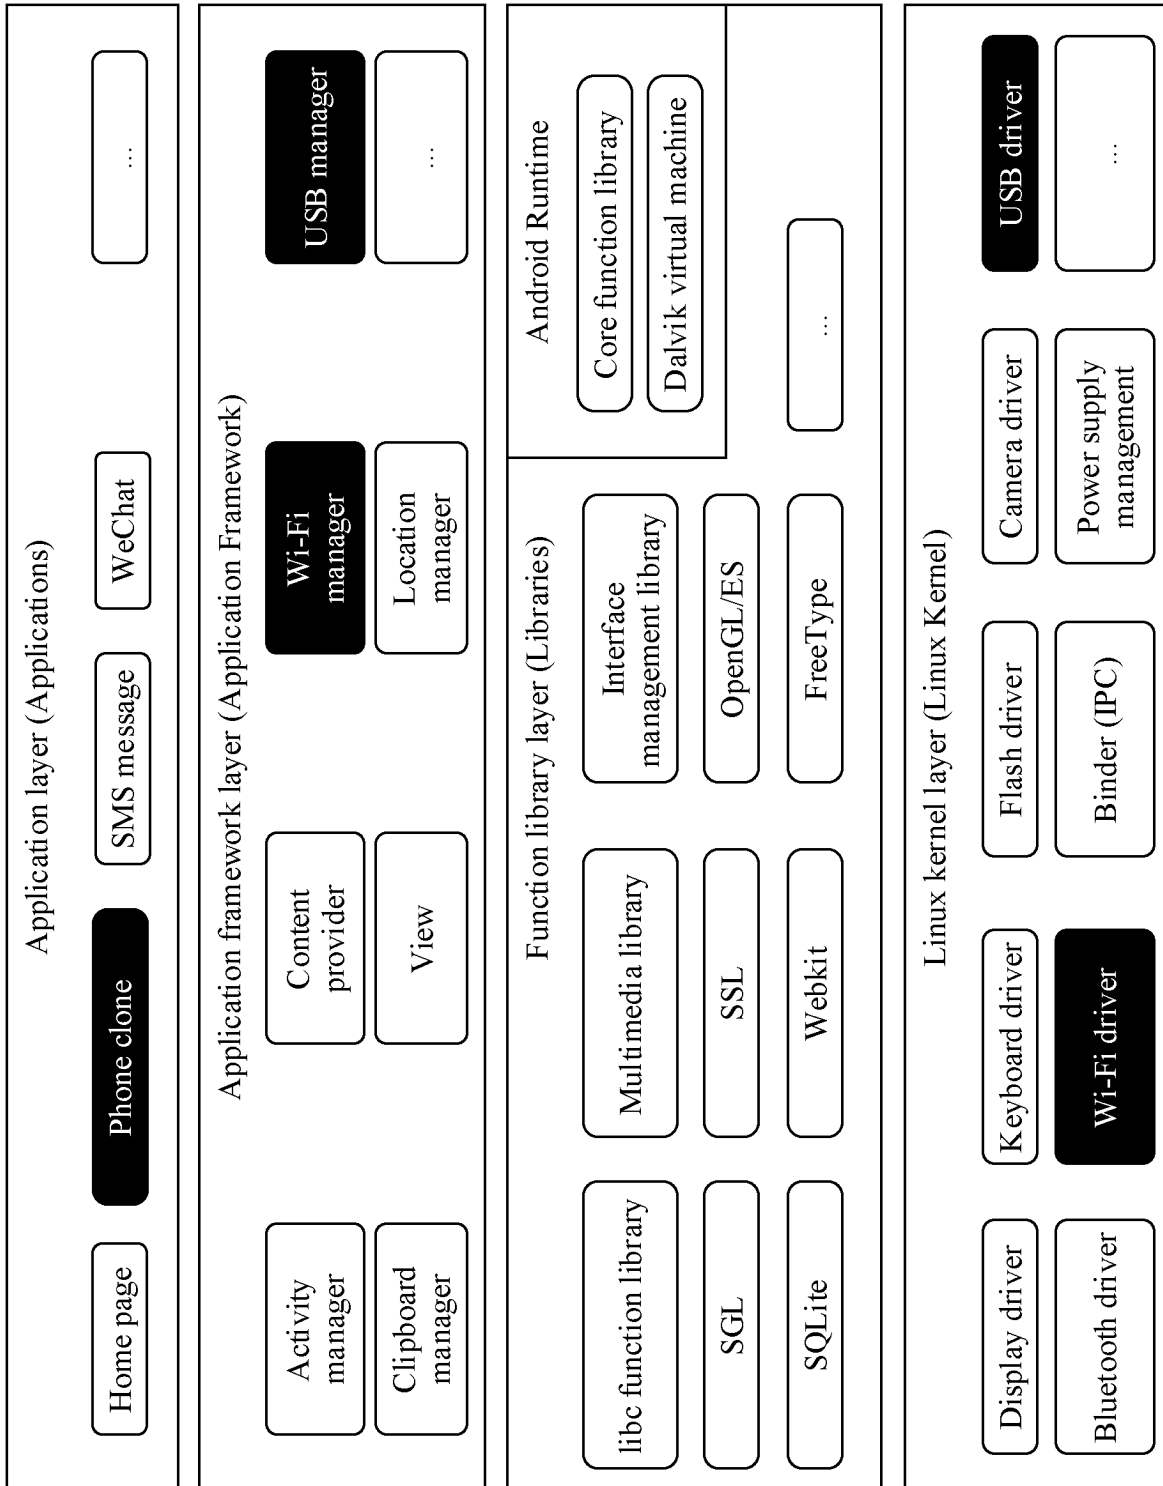 Application layer (Applications)
Home page
Phone clone
SMS message
WeChat
...
Application framework layer (Application Framework)
Activity
manager
Content
provider
Wi-Fi
manager
USB manager
Clipboard
manager
View
Location
manager
...
Function library layer (Libraries)
Android Runtime
Core function library
Dalvik virtual machine
libc function library
Multimedia library
Interface
management library
SGL
SSL
OpenGL/ES
SQLite
Webkit
FreeType
...
Linux kernel layer (Linux Kernel)
Display driver
Keyboard driver
Flash driver
Camera driver
USB driver
Bluetooth driver
Wi-Fi driver
Binder (IPC)
Power supply
management
...